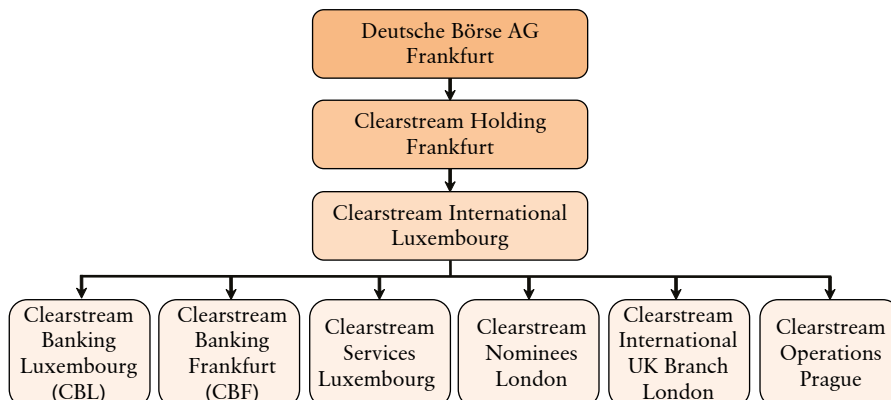 Deutsche Börse AG
Frankfurt
Clearstream Holding
Frankfurt
Clearstream International
Luxembourg
Clearstream
Banking
Luxembourg
(CBL)
Clearstream
Banking
Frankfurt
(CBF)
Clearstream
Services
Luxembourg
Clearstream
Nominees
London
Clearstream
International
UK Branch
London
Clearstream
Operations
Prague